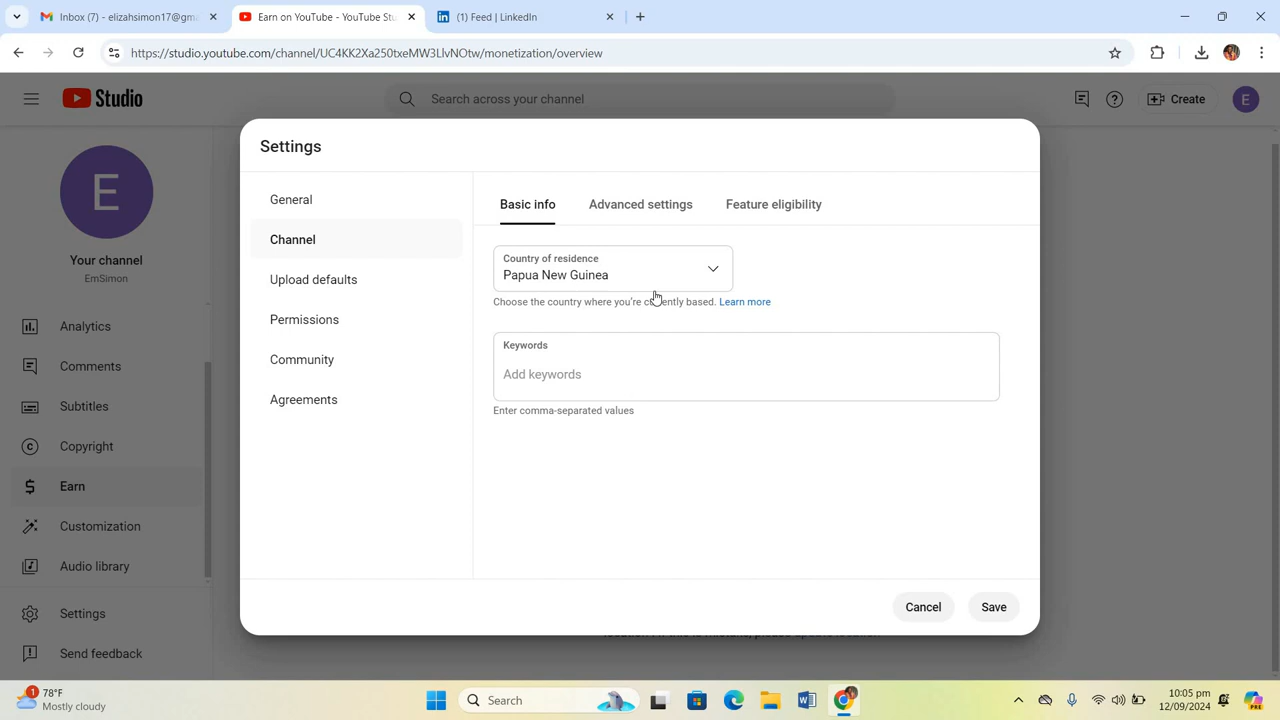 Inbox (7) - elizahsimon17@gma
Earn on YouTube - YouTube Stu
(1) Feed | LinkedIn
https://studio.youtube.com/channel/UC4KK2Xa250txeMW3LlvNOtw/monetization/overview
Studio
Search across your channel
Create
E
E
Your channel
EmSimon
Analytics
Comments
Subtitles
Copyright
Earn
Customization
Audio library
Settings
Send feedback
Settings
General
Channel
Upload defaults
Permissions
Community
Agreements
Basic info
Advanced settings
Feature eligibility
Country of residence
Papua New Guinea
Choose the country where you're currently based. Learn more
Keywords
Add keywords
Enter comma-separated values
Cancel
Save
1
78°F
Mostly cloudy
Search
10:05 pm
12/09/2024
PRE